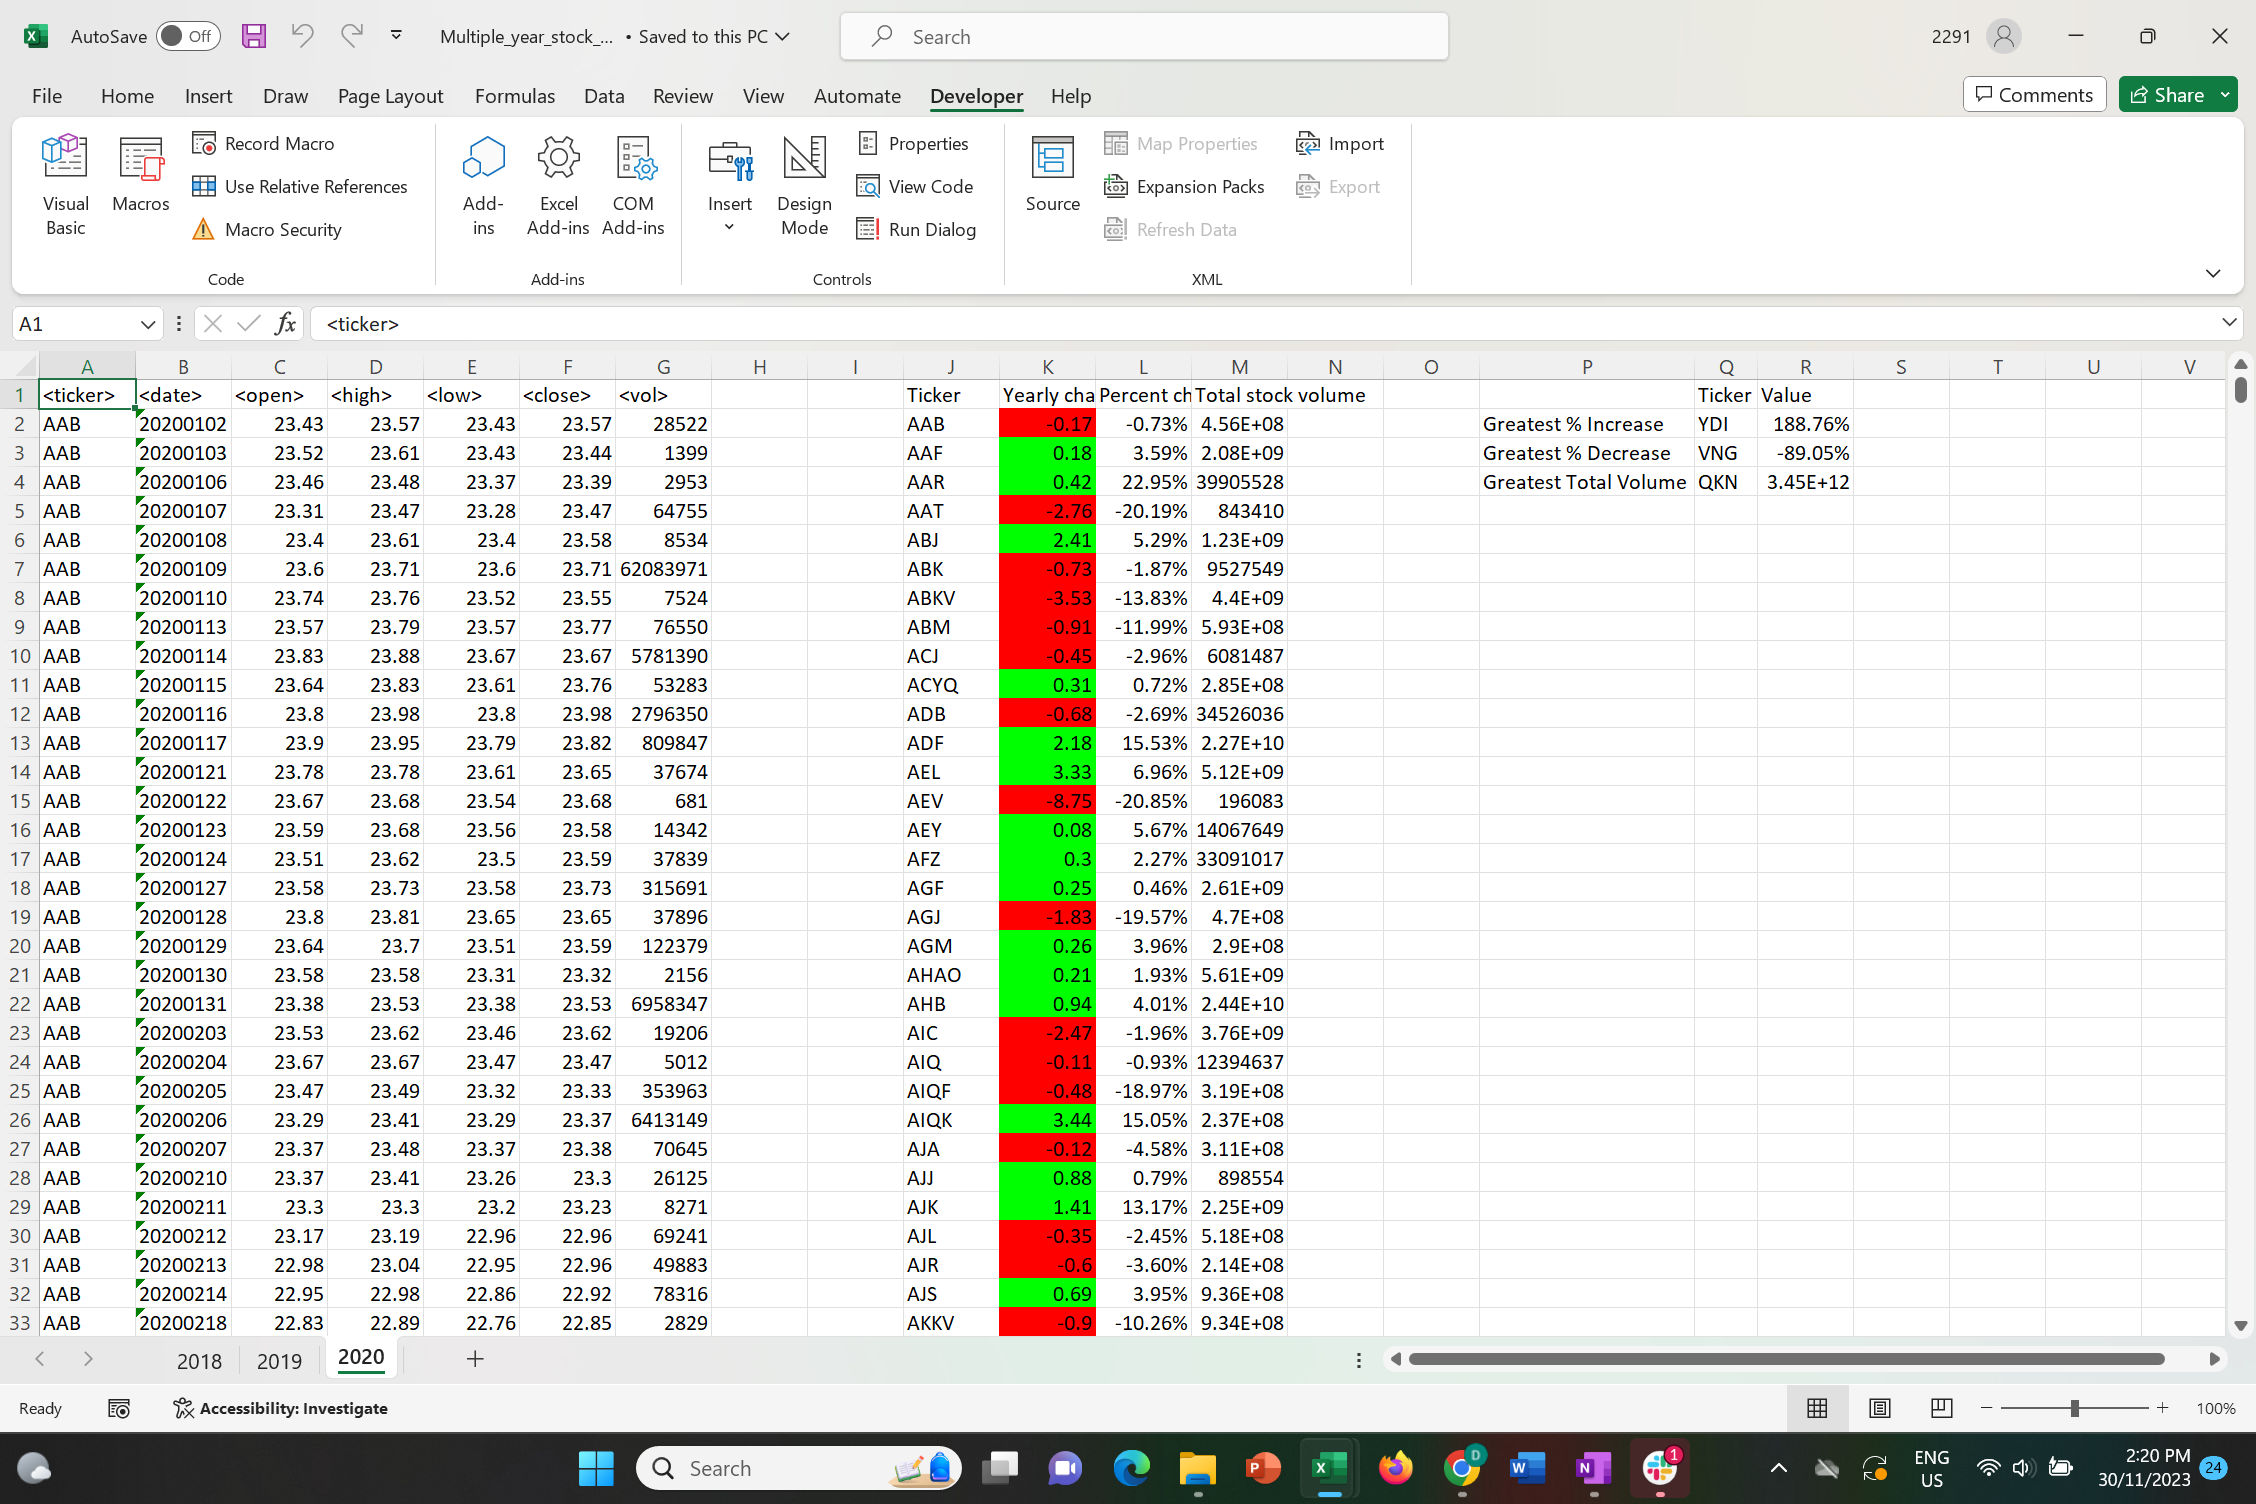 AutoSave Off Multiple_year_stock_... • Saved to this PC Search 2291
File Home Insert Draw Page Layout Formulas Data Review View Automate Developer Help Comments Share
Visual Basic
Macros
Record Macro
Use Relative References
Macro Security
Code
Add-ins
Excel Add-ins
COM Add-ins
Add-ins
Insert
Design Mode
Properties
View Code
Run Dialog
Controls
Source
Map Properties
Expansion Packs
Refresh Data
Import
Export
XML
A1 fx <ticker>
A B C D E F G H I J K L M N O P Q R S T U V
1 <ticker> <date> <open> <high> <low> <close> <vol> Ticker Yearly cha Percent ch Total stock volume Ticker Value
2 AAB 20200102 23.43 23.57 23.43 23.57 28522 AAB -0.17 -0.73% 4.56E+08 Greatest % Increase YDI 188.76%
3 AAB 20200103 23.52 23.61 23.43 23.44 1399 AAF 0.18 3.59% 2.08E+09 Greatest % Decrease VNG -89.05%
4 AAB 20200106 23.46 23.48 23.37 23.39 2953 AAR 0.42 22.95% 39905528 Greatest Total Volume QKN 3.45E+12
5 AAB 20200107 23.31 23.47 23.28 23.47 64755 AAT -2.76 -20.19% 843410
6 AAB 20200108 23.4 23.61 23.4 23.58 8534 ABJ 2.41 5.29% 1.23E+09
7 AAB 20200109 23.6 23.71 23.6 23.71 62083971 ABK -0.73 -1.87% 9527549
8 AAB 20200110 23.74 23.76 23.52 23.55 7524 ABKV -3.53 -13.83% 4.4E+09
9 AAB 20200113 23.57 23.79 23.57 23.77 76550 ABM -0.91 -11.99% 5.93E+08
10 AAB 20200114 23.83 23.88 23.67 23.67 5781390 ACJ -0.45 -2.96% 6081487
11 AAB 20200115 23.64 23.83 23.61 23.76 53283 ACYQ 0.31 0.72% 2.85E+08
12 AAB 20200116 23.8 23.98 23.8 23.98 2796350 ADB -0.68 -2.69% 34526036
13 AAB 20200117 23.9 23.95 23.79 23.82 809847 ADF 2.18 15.53% 2.27E+10
14 AAB 20200121 23.78 23.78 23.61 23.65 37674 AEL 3.33 6.96% 5.12E+09
15 AAB 20200122 23.67 23.68 23.54 23.68 681 AEV -8.75 -20.85% 196083
16 AAB 20200123 23.59 23.68 23.56 23.58 14342 AEY 0.08 5.67% 14067649
17 AAB 20200124 23.51 23.62 23.5 23.59 37839 AFZ 0.3 2.27% 33091017
18 AAB 20200127 23.58 23.73 23.58 23.73 315691 AGF 0.25 0.46% 2.61E+09
19 AAB 20200128 23.8 23.81 23.65 23.65 37896 AGJ -1.83 -19.57% 4.7E+08
20 AAB 20200129 23.64 23.7 23.51 23.59 122379 AGM 0.26 3.96% 2.9E+08
21 AAB 20200130 23.58 23.58 23.31 23.32 2156 AHAO 0.21 1.93% 5.61E+09
22 AAB 20200131 23.38 23.53 23.38 23.53 6958347 AHB 0.94 4.01% 2.44E+10
23 AAB 20200203 23.53 23.62 23.46 23.62 19206 AIC -2.47 -1.96% 3.76E+09
24 AAB 20200204 23.67 23.67 23.47 23.47 5012 AIQ -0.11 -0.93% 12394637
25 AAB 20200205 23.47 23.49 23.32 23.33 353963 AIQF -0.48 -18.97% 3.19E+08
26 AAB 20200206 23.29 23.41 23.29 23.37 6413149 AIQK 3.44 15.05% 2.37E+08
27 AAB 20200207 23.37 23.48 23.37 23.38 70645 AJA -0.12 -4.58% 3.11E+08
28 AAB 20200210 23.37 23.41 23.26 23.3 26125 AJJ 0.88 0.79% 898554
29 AAB 20200211 23.3 23.3 23.2 23.23 8271 AJK 1.41 13.17% 2.25E+09
30 AAB 20200212 23.17 23.19 22.96 22.96 69241 AJL -0.35 -2.45% 5.18E+08
31 AAB 20200213 22.98 23.04 22.95 22.96 49883 AJR -0.6 -3.60% 2.14E+08
32 AAB 20200214 22.95 22.98 22.86 22.92 78316 AJS 0.69 3.95% 9.36E+08
33 AAB 20200218 22.83 22.89 22.76 22.85 2829 AKKV -0.9 -10.26% 9.34E+08
2018 2019 2020
Ready Accessibility: Investigate 100%
Search D 1 ENG US 2:20 PM 30/11/2023 24